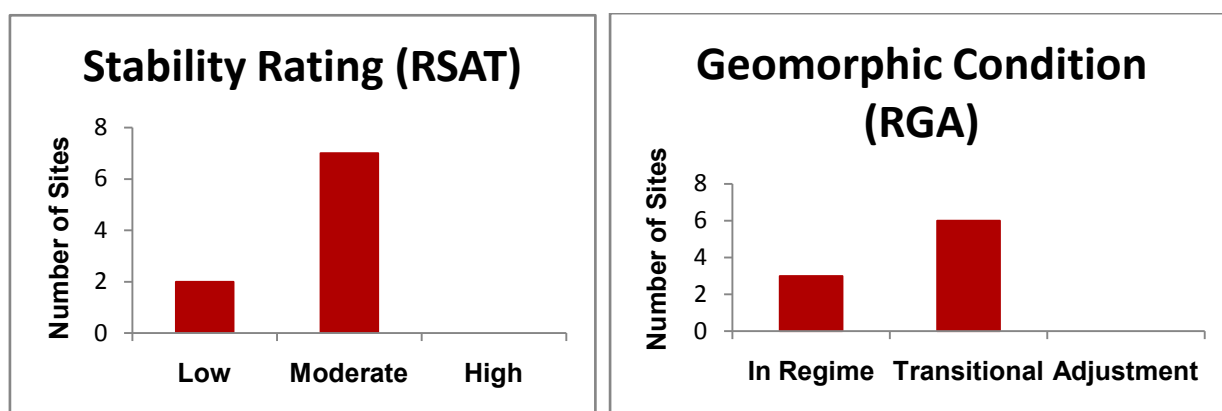 Stability Rating (RSAT)
Number of Sites
8
6
4
2
0
Low Moderate High
Geomorphic Condition
(RGA)
Number of Sites
8
6
4
2
0
In Regime Transitional Adjustment